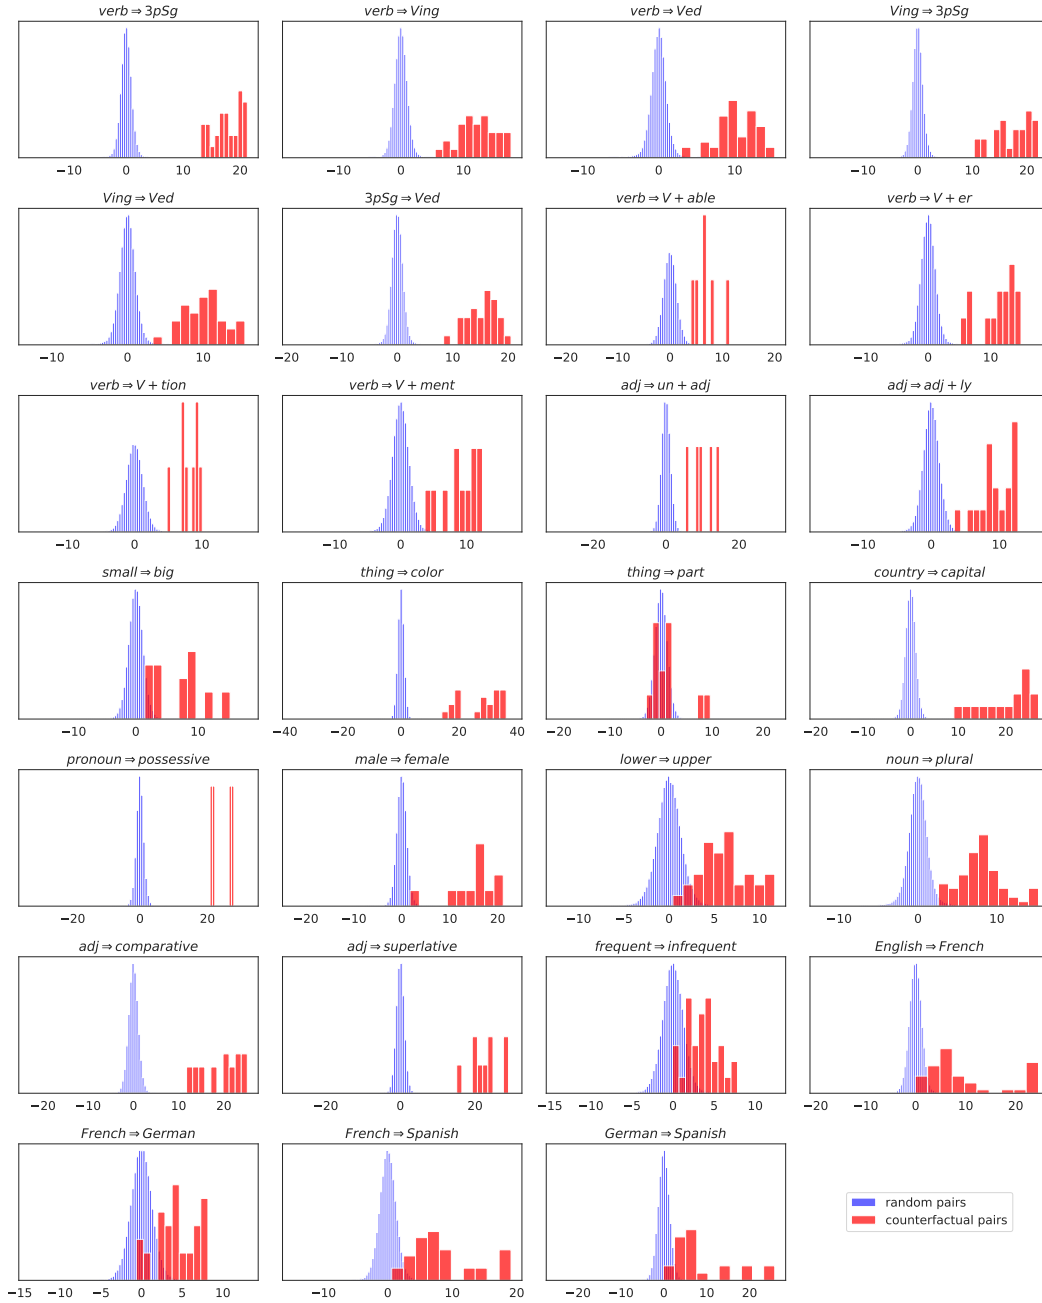 verb ⇒ 3pSg verb ⇒ Ving verb ⇒ Ved Ving ⇒ 3pSg
−10 0 10 20 −10 0 10 −10 0 10 −10 0 10 20
Ving ⇒ Ved 3pSg ⇒ Ved verb ⇒ V + able verb ⇒ V + er
−10 0 10 −20 −10 0 10 20 −20 −10 0 10 20 −10 0 10
verb ⇒ V + tion verb ⇒ V + ment adj ⇒ un + adj adj ⇒ adj + ly
−10 0 10 −10 0 10 −20 0 20 −10 0 10
small ⇒ big thing ⇒ color thing ⇒ part country ⇒ capital
−10 0 10 −40 −20 0 20 40 −20 −10 0 10 20 −20 −10 0 10 20
pronoun ⇒ possessive male ⇒ female lower ⇒ upper noun ⇒ plural
−20 0 20 −20 −10 0 10 20 −10 −5 0 5 10 −10 0 10
adj ⇒ comparative adj ⇒ superlative frequent ⇒ infrequent English ⇒ French
−20 −10 0 10 20 −20 0 20 −15 −10 −5 0 5 10 −20 −10 0 10 20
French ⇒ German French ⇒ Spanish German ⇒ Spanish
−15 −10 −5 0 5 10 −10 0 10 20 −20 −10 0 10 20
random pairs
counterfactual pairs